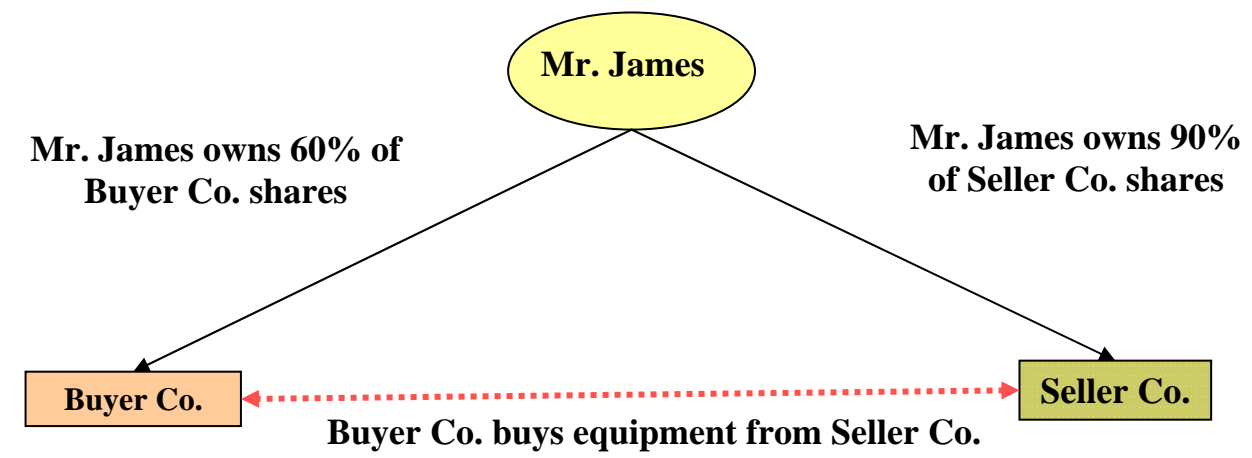 Mr. James
Mr. James owns 60% of
Buyer Co. shares
Mr. James owns 90%
of Seller Co. shares
Buyer Co.
Seller Co.
Buyer Co. buys equipment from Seller Co.